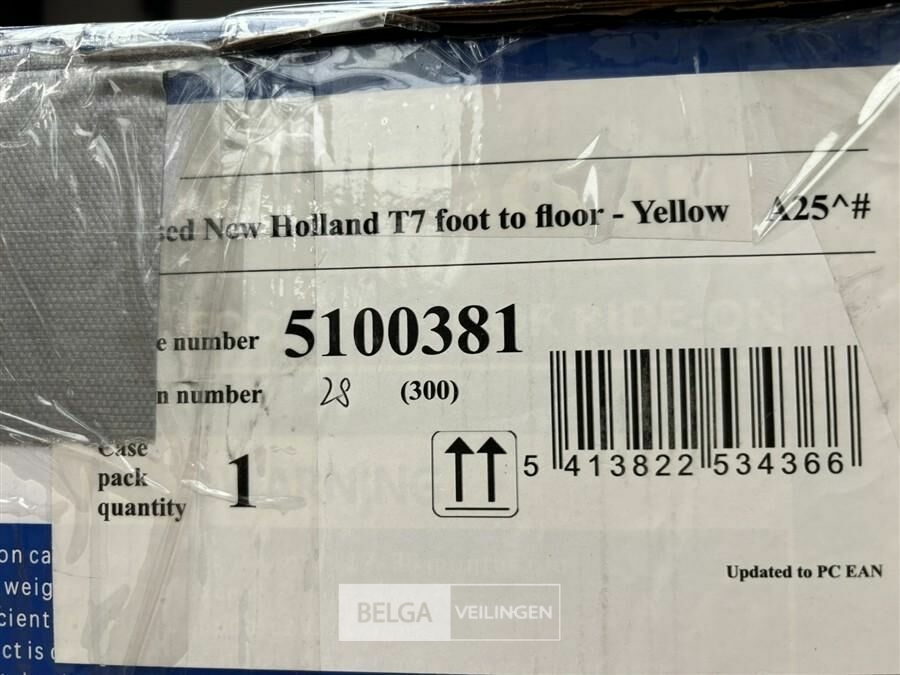 sed New Holland T7 foot to floor - Yellow A25^#
e number 5100381
n number 28 (300)
Case
pack
quantity 1
5 413822 534366
on ca
weig
cient
ct is
Updated to PC EAN
BELGA VEILINGEN